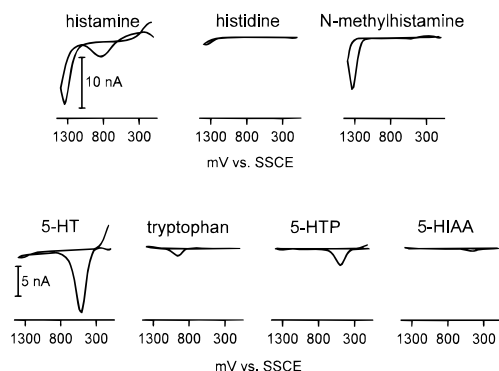 histamine histidine N-methylhistamine
10 nA
1300 800 300 1300 800 300 1300 800 300
mV vs. SSCE
5-HT tryptophan 5-HTP 5-HIAA
5 nA
1300 800 300 1300 800 300 1300 800 300 1300 800 300
mV vs. SSCE